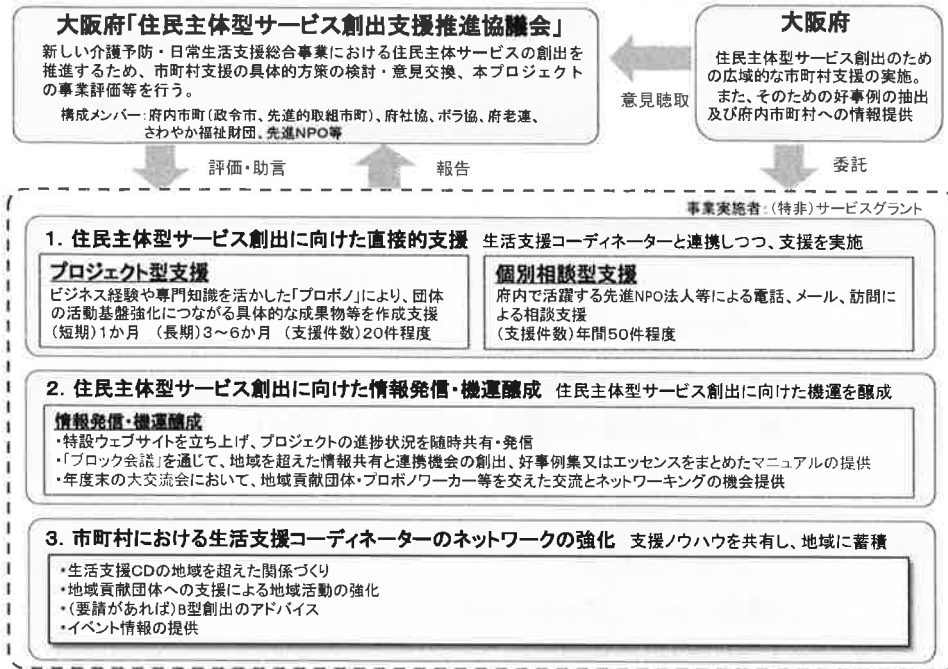 大阪府「住民主体型サービス創出支援推進協議会」
新しい介護予防・日常生活支援総合事業における住民主体サービスの創出を
推進するため、市町村支援の具体的方策の検討・意見交換、本プロジェクト
の事業評価等を行う。
構成メンバー：府内市町（政令市、先進的取組市町）、府社協、ボラ協、府老連、
さわやか福祉財団、先進NPO等
意見聴取
大阪府
住民主体型サービス創出のため
の広域的な市町村支援の実施。
また、そのための好事例の抽出
及び府内市町村への情報提供
評価・助言
報告
委託
事業実施者：（特非）サービスグラント
1．住民主体型サービス創出に向けた直接的支援 生活支援コーディネーターと連携しつつ、支援を実施
プロジェクト型支援
ビジネス経験や専門知識を活かした「プロボノ」により、団体
の活動基盤強化につながる具体的な成果物等を作成支援
（短期）1か月 （長期）3～6か月 （支援件数）20件程度
個別相談型支援
府内で活躍する先進NPO法人等による電話、メール、訪問に
よる相談支援
（支援件数）年間50件程度
2．住民主体型サービス創出に向けた情報発信・機運醸成 住民主体型サービス創出に向けた機運を醸成
情報発信・機運醸成
・特設ウェブサイトを立ち上げ、プロジェクトの進捗状況を随時共有・発信
・「ブロック会議」を通じて、地域を超えた情報共有と連携機会の創出、好事例集又はエッセンスをまとめたマニュアルの提供
・年度末の大交流会において、地域貢献団体・プロボノワーカー等を交えた交流とネットワーキングの機会提供
3．市町村における生活支援コーディネーターのネットワークの強化 支援ノウハウを共有し、地域に蓄積
・生活支援CDの地域を超えた関係づくり
・地域貢献団体への支援による地域活動の強化
・（要請があれば）B型創出のアドバイス
・イベント情報の提供